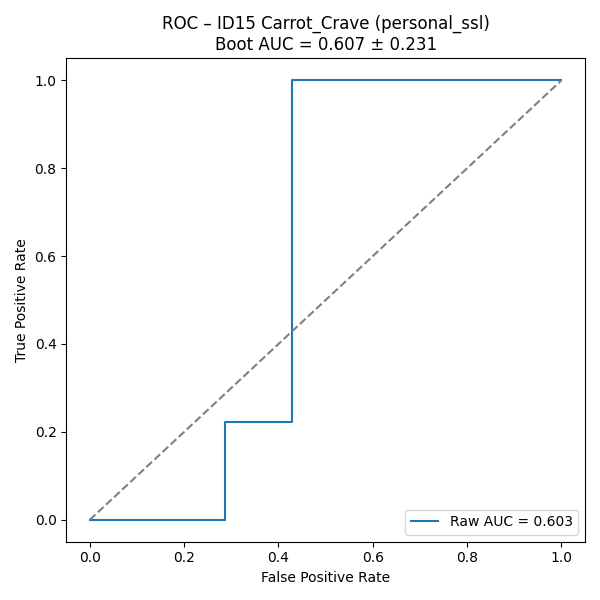 ROC – ID15 Carrot_Crave (personal_ssl)
Boot AUC = 0.607 ± 0.231
True Positive Rate
1.0
0.8
0.6
0.4
0.2
0.0
Raw AUC = 0.603
0.0 0.2 0.4 0.6 0.8 1.0
False Positive Rate